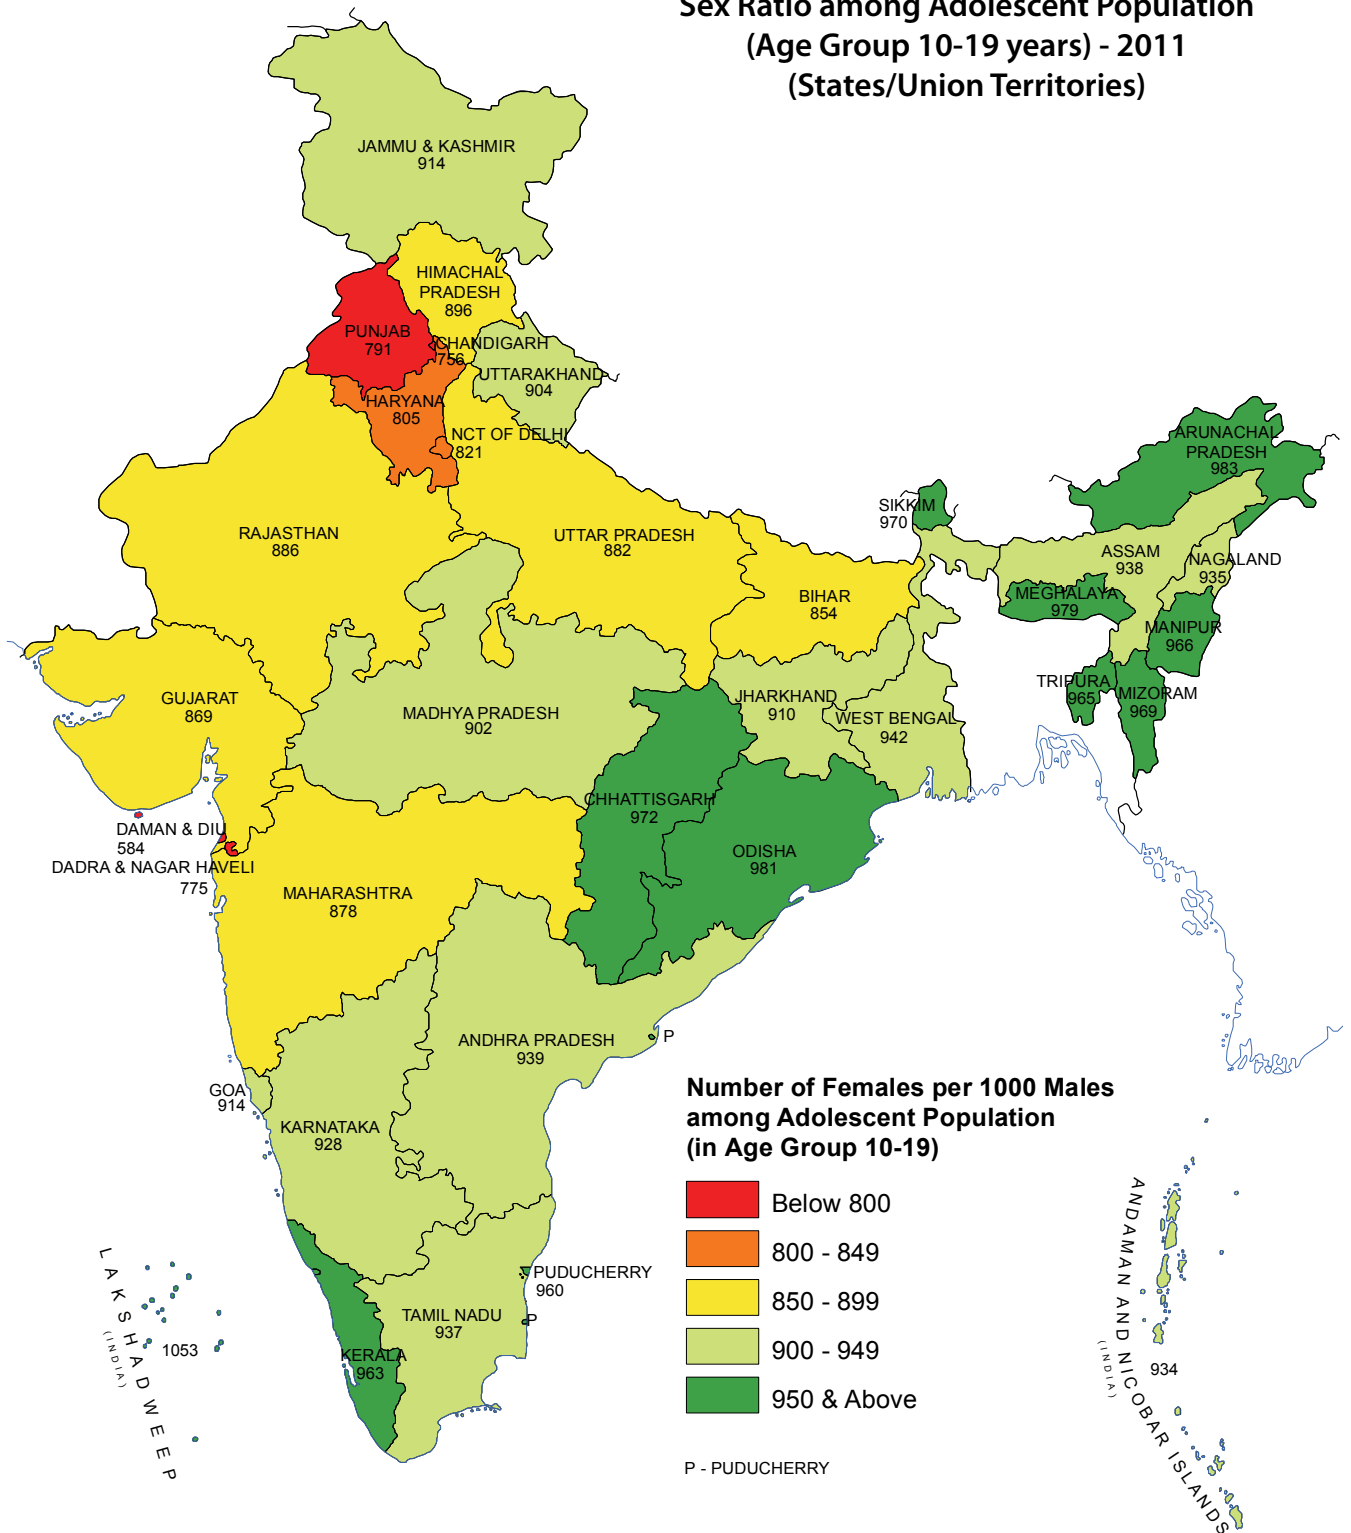 Sex Ratio among Adolescent Population
(Age Group 10-19 years) - 2011
(States/Union Territories)
JAMMU & KASHMIR
914
HIMACHAL
PRADESH
896
PUNJAB
791
CHANDIGARH
756
UTTARAKHAND
904
HARYANA
805
NCT OF DELHI
821
ARUNACHAL
PRADESH
983
SIKKIM
970
RAJASTHAN
886
UTTAR PRADESH
882
ASSAM
938
NAGALAND
935
BIHAR
854
MEGHALAYA
979
MANIPUR
966
TRIPURA
965
MIZORAM
969
GUJARAT
869
MADHYA PRADESH
902
JHARKHAND
910
WEST BENGAL
942
CHHATTISGARH
972
DAMAN & DIU
584
DADRA & NAGAR HAVELI
775
ODISHA
981
MAHARASHTRA
878
ANDHRA PRADESH
939
P
GOA
914
KARNATAKA
928
Number of Females per 1000 Males
among Adolescent Population
(in Age Group 10-19)
Below 800
800 - 849
850 - 899
900 - 949
950 & Above
P - PUDUCHERRY
PUDUCHERRY
960
P
TAMIL NADU
937
KERALA
963
LAKSHADWEEP
(INDIA)
1053
ANDAMAN AND NICOBAR ISLANDS
(INDIA)
934